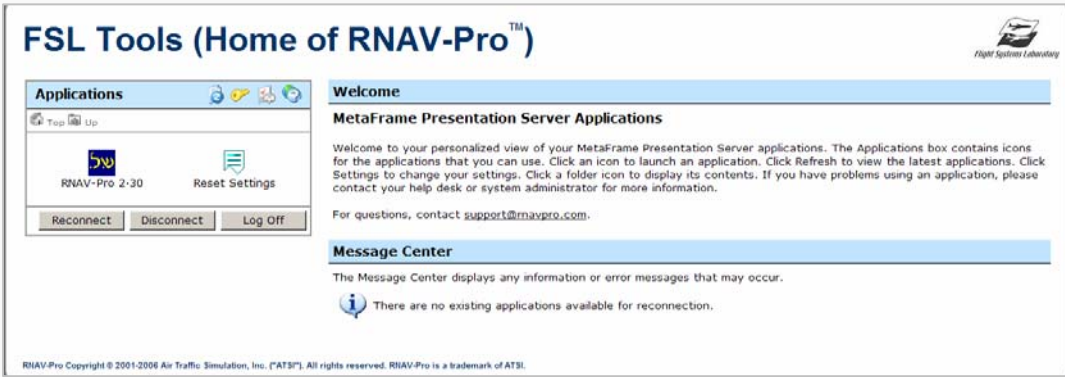 FSL Tools (Home of RNAV-Pro™)
Flight Systems Laboratory
Applications
Top Up
של
RNAV-Pro 2-30
Reset Settings
Reconnect Disconnect Log Off
Welcome
MetaFrame Presentation Server Applications
Welcome to your personalized view of your MetaFrame Presentation Server applications. The Applications box contains icons
for the applications that you can use. Click an icon to launch an application. Click Refresh to view the latest applications. Click
Settings to change your settings. Click a folder icon to display its contents. If you have problems using an application, please
contact your help desk or system administrator for more information.
For questions, contact support@rnavpro.com.
Message Center
The Message Center displays any information or error messages that may occur.
There are no existing applications available for reconnection.
RNAV-Pro Copyright © 2001-2006 Air Traffic Simulation, Inc. ("ATSI"). All rights reserved. RNAV-Pro is a trademark of ATSI.